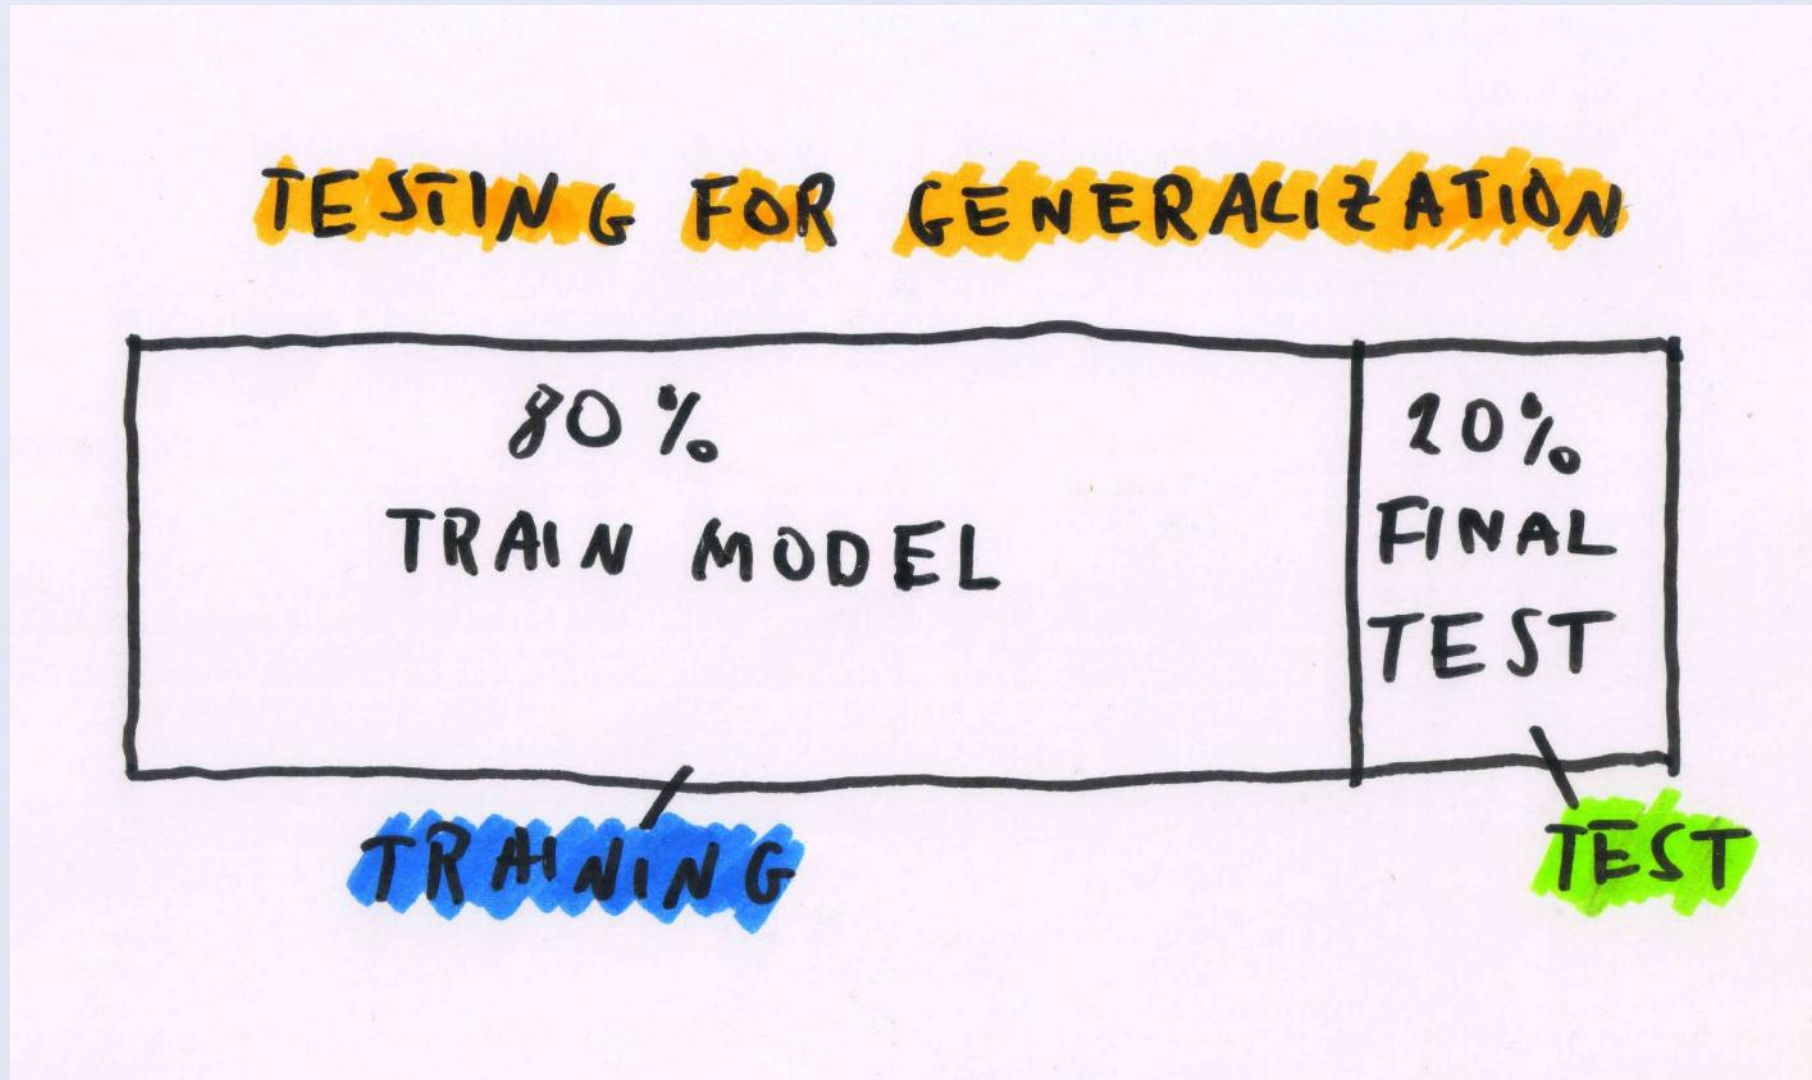 TESTING FOR GENERALIZATION
80%
TRAIN MODEL
20%
FINAL
TEST
TRAINING
TEST